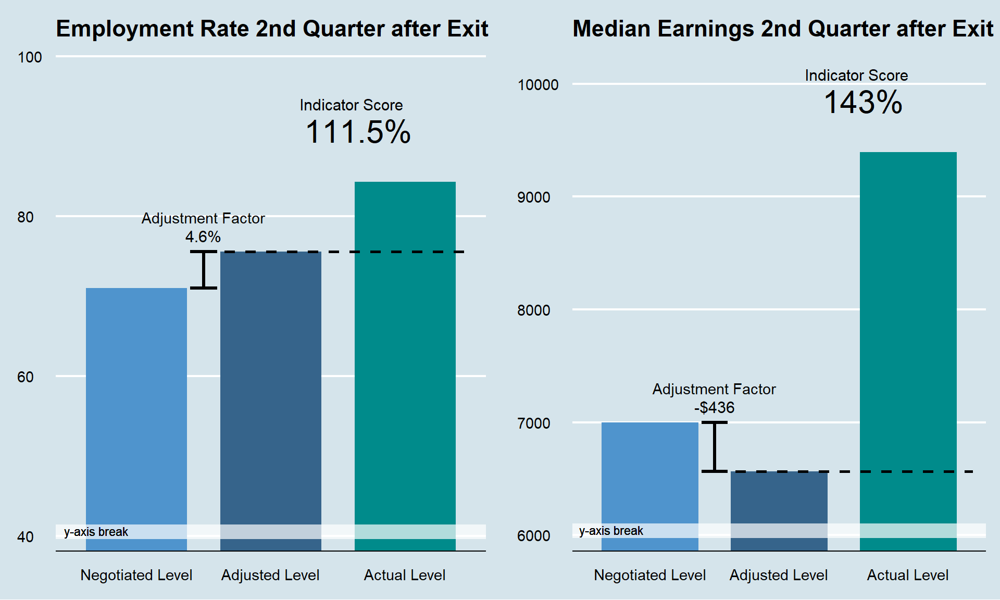 Employment Rate 2nd Quarter after Exit
100
Indicator Score
111.5%
80
Adjustment Factor
4.6%
60
40
y-axis break
Negotiated Level
Adjusted Level
Actual Level
Median Earnings 2nd Quarter after Exit
10000
Indicator Score
143%
9000
8000
Adjustment Factor
-$436
7000
6000
y-axis break
Negotiated Level
Adjusted Level
Actual Level